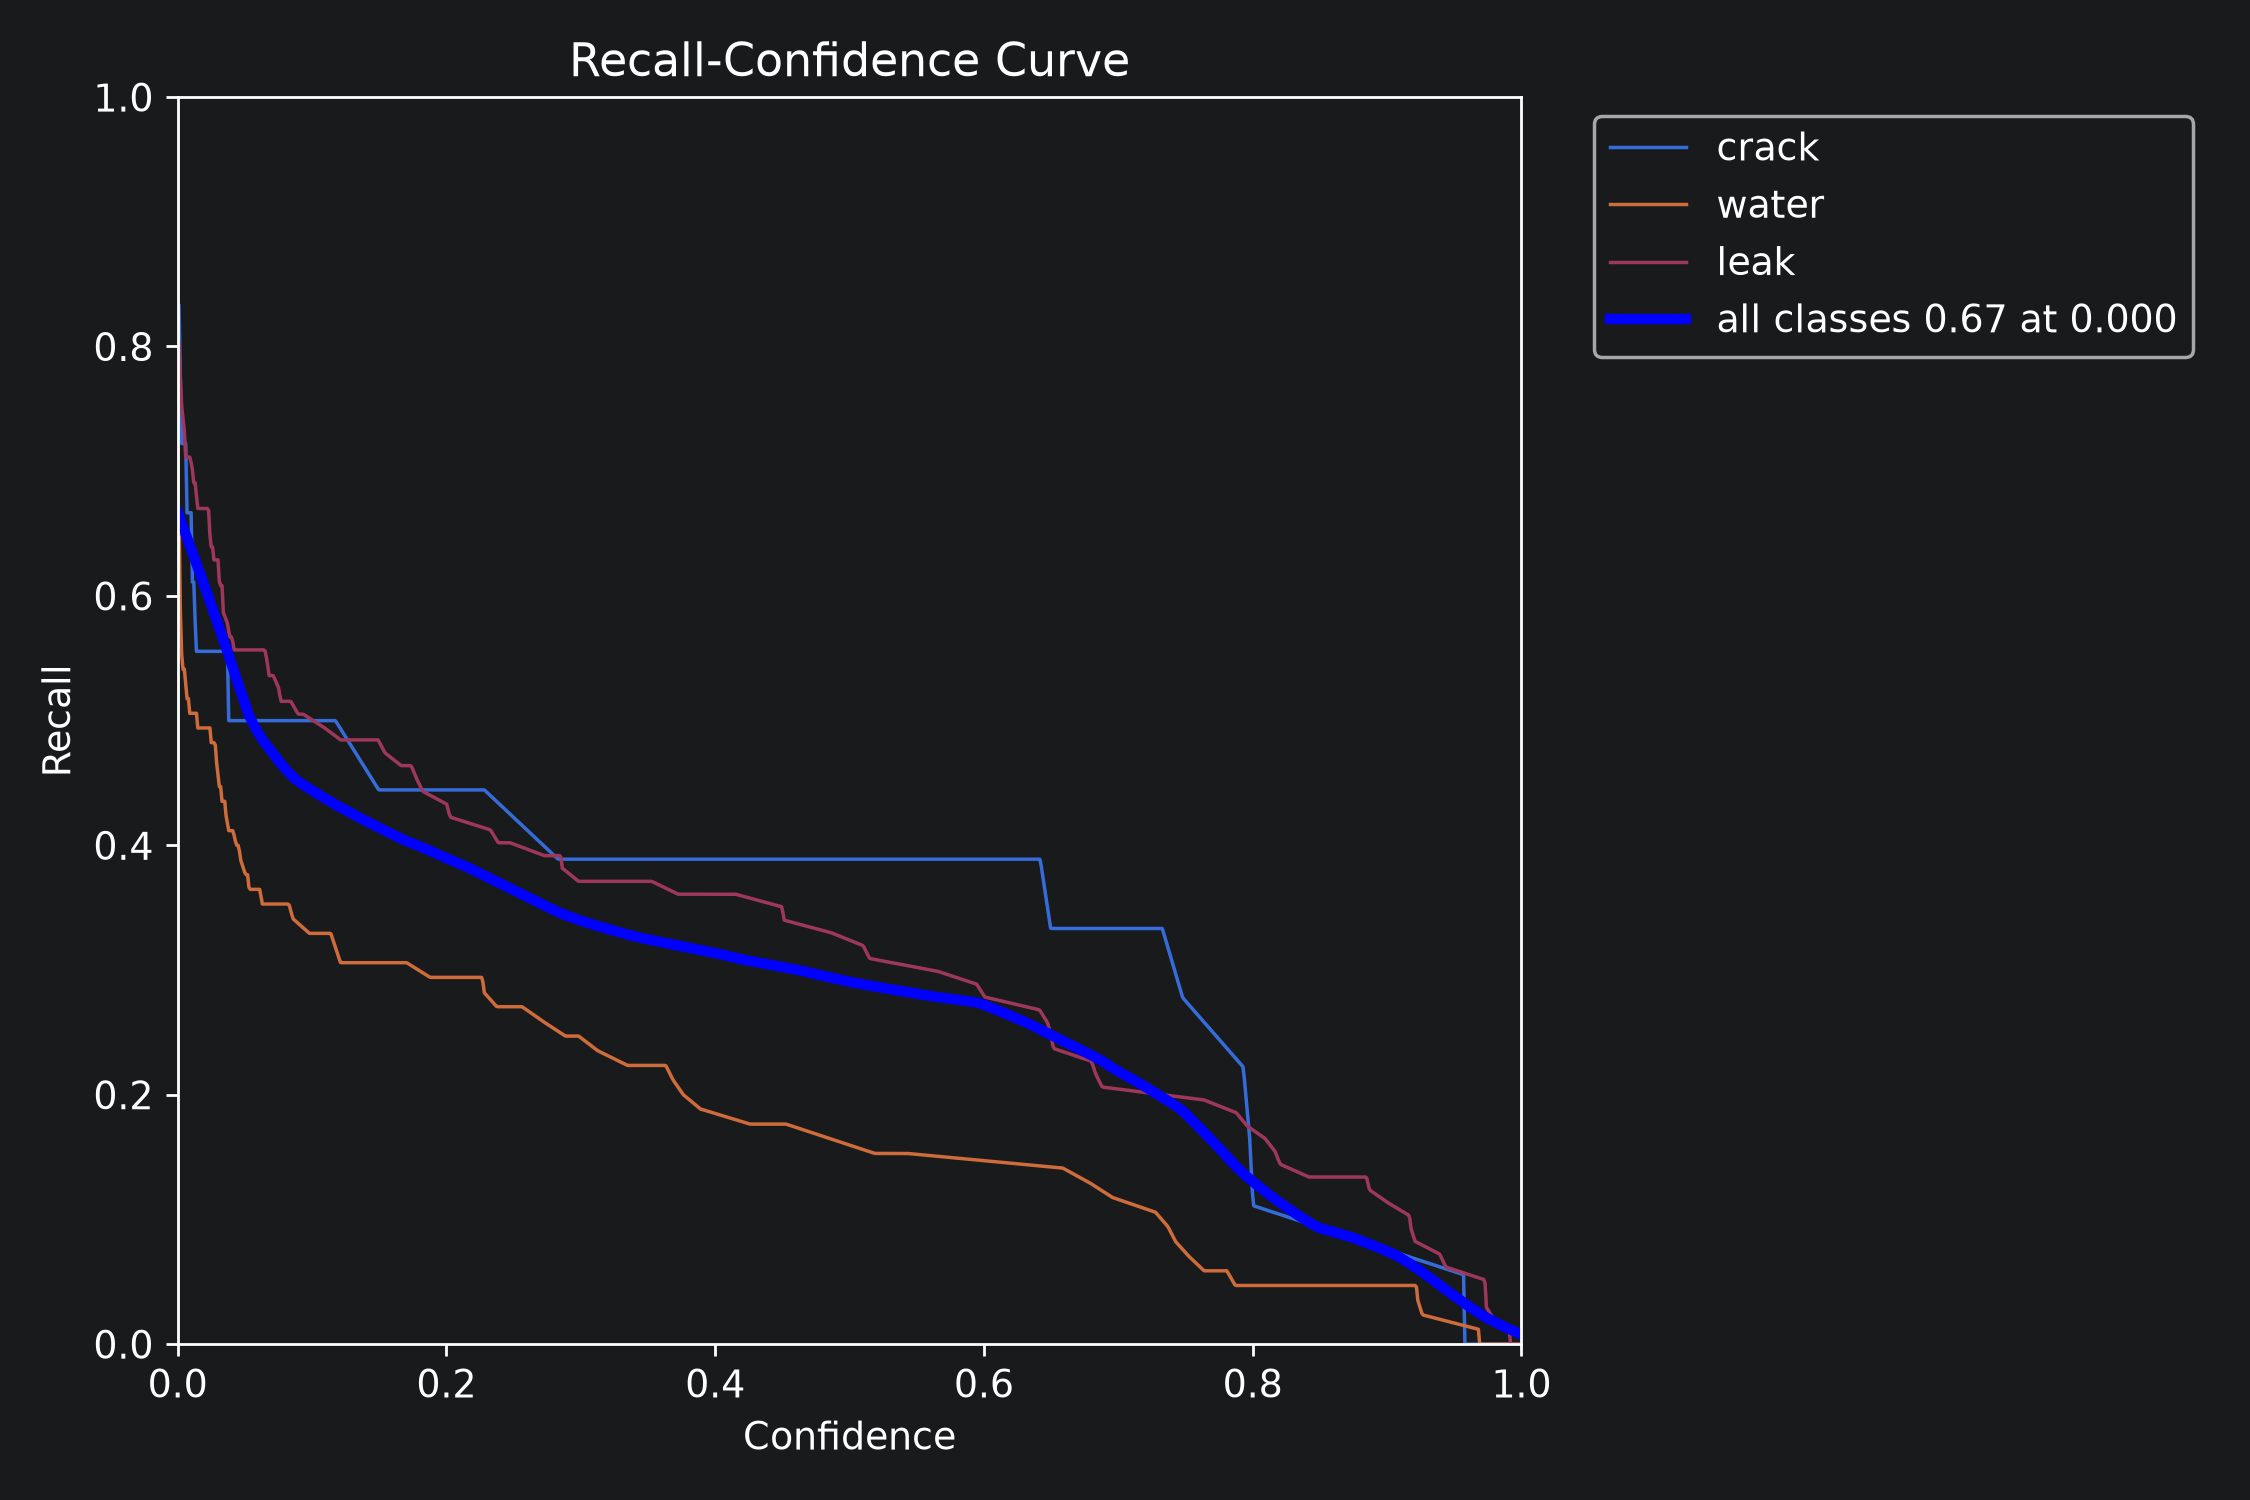 Recall-Confidence Curve
1.0
0.8
0.6
0.4
0.2
0.0
Recall
0.0 0.2 0.4 0.6 0.8 1.0
Confidence
crack
water
leak
all classes 0.67 at 0.000